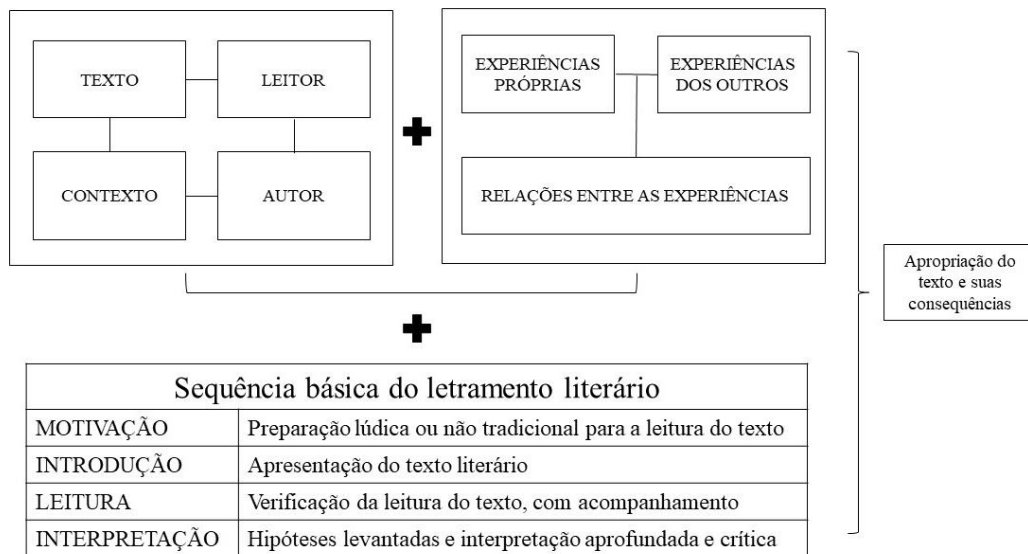 TEXTO
LEITOR
CONTEXTO
AUTOR
EXPERIÊNCIAS
PRÓPRIAS
EXPERIÊNCIAS
DOS OUTROS
RELAÇÕES ENTRE AS EXPERIÊNCIAS
Apropriação do
texto e suas
consequências
Sequência básica do letramento literário
MOTIVAÇÃO Preparação lúdica ou não tradicional para a leitura do texto
INTRODUÇÃO Apresentação do texto literário
LEITURA Verificação da leitura do texto, com acompanhamento
INTERPRETAÇÃO Hipóteses levantadas e interpretação aprofundada e crítica